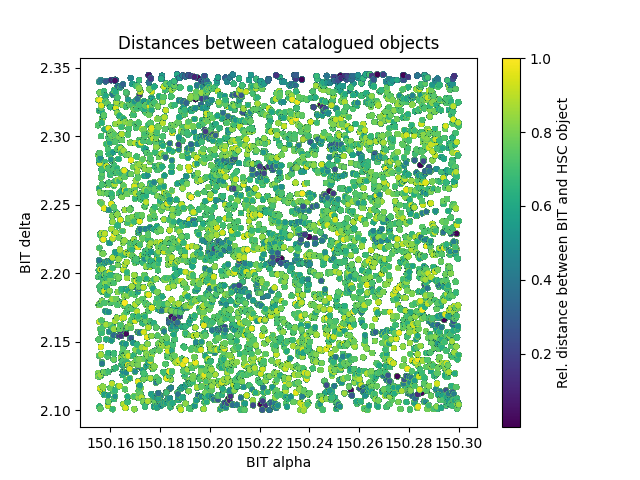 Distances between catalogued objects
2.35
2.30
2.25
2.20
2.15
2.10
BIT delta
150.16 150.18 150.20 150.22 150.24 150.26 150.28 150.30
BIT alpha
1.0
0.8
0.6
0.4
0.2
Rel. distance between BIT and HSC object